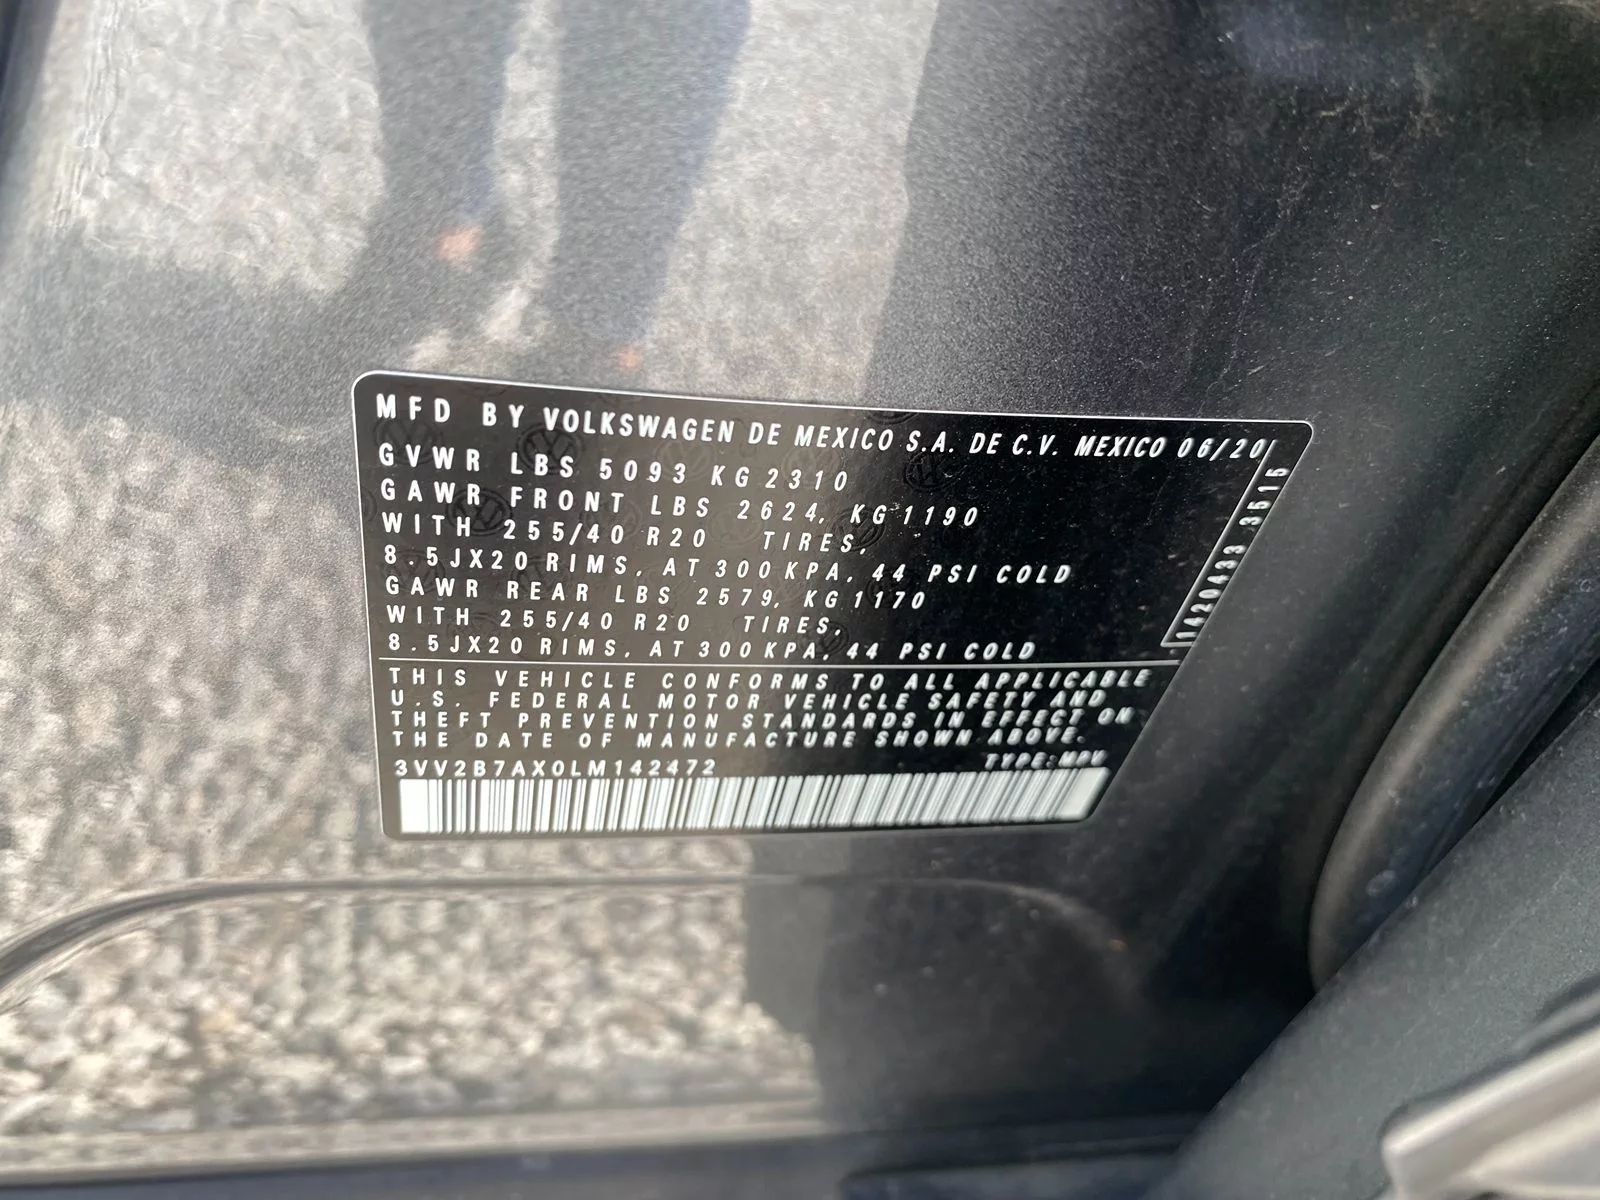 MFD BY VOLKSWAGEN DE MEXICO S.A. DE C.V. MEXICO 06/20
GVWR LBS 5093 KG 2310
GAWR FRONT LBS 2624, KG 1190
WITH 255/40 R20 TIRES,
8.5JX20 RIMS, AT 300 KPA, 44 PSI COLD
GAWR REAR LBS 2579, KG 1170
WITH 255/40 R20 TIRES,
8.5JX20 RIMS, AT 300 KPA, 44 PSI COLD
1420433 3515
THIS VEHICLE CONFORMS TO ALL APPLICABLE
U.S. FEDERAL MOTOR VEHICLE SAFETY AND
THEFT PREVENTION STANDARDS IN EFFECT ON
THE DATE OF MANUFACTURE SHOWN ABOVE.
3VV2B7AX0LM142472 TYPE: MPV